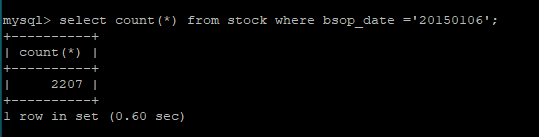 mysql> select count(*) from stock where bsop_date ='20150106';
+----------+
| count(*) |
+----------+
|     2207 |
+----------+
1 row in set (0.60 sec)